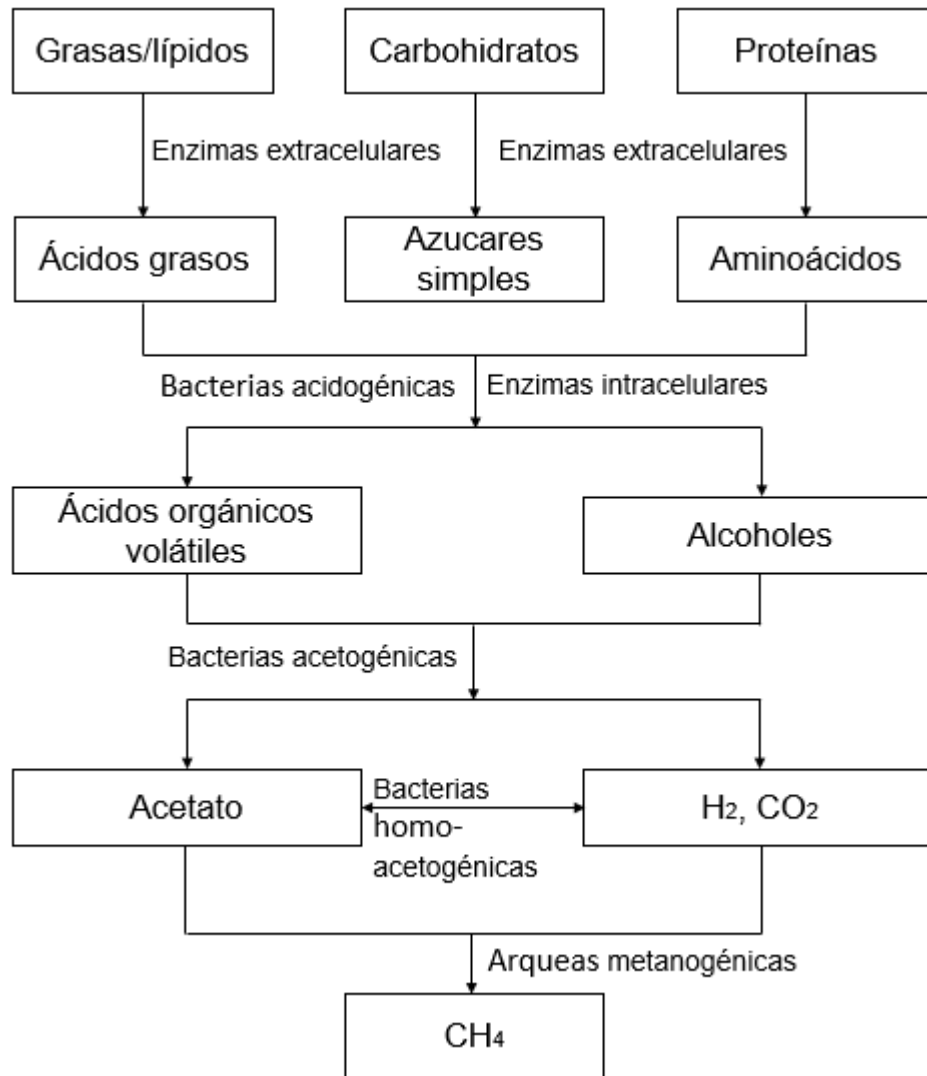 Grasas/lípidos
Carbohidratos
Proteínas
Enzimas extracelulares
Enzimas extracelulares
Ácidos grasos
Azucares
simples
Aminoácidos
Bacterias acidogénicas
Enzimas intracelulares
Ácidos orgánicos
volátiles
Alcoholes
Bacterias acetogénicas
Acetato
Bacterias
homo-
acetogénicas
H2, CO2
Arqueas metanogénicas
CH4